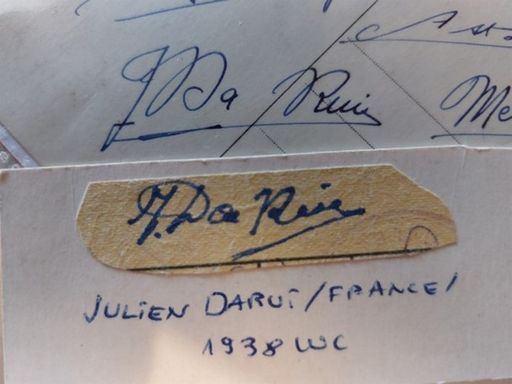 J Da Rui
J. Da Rui
JULIEN DARUI /FRANCE/
1938 WC